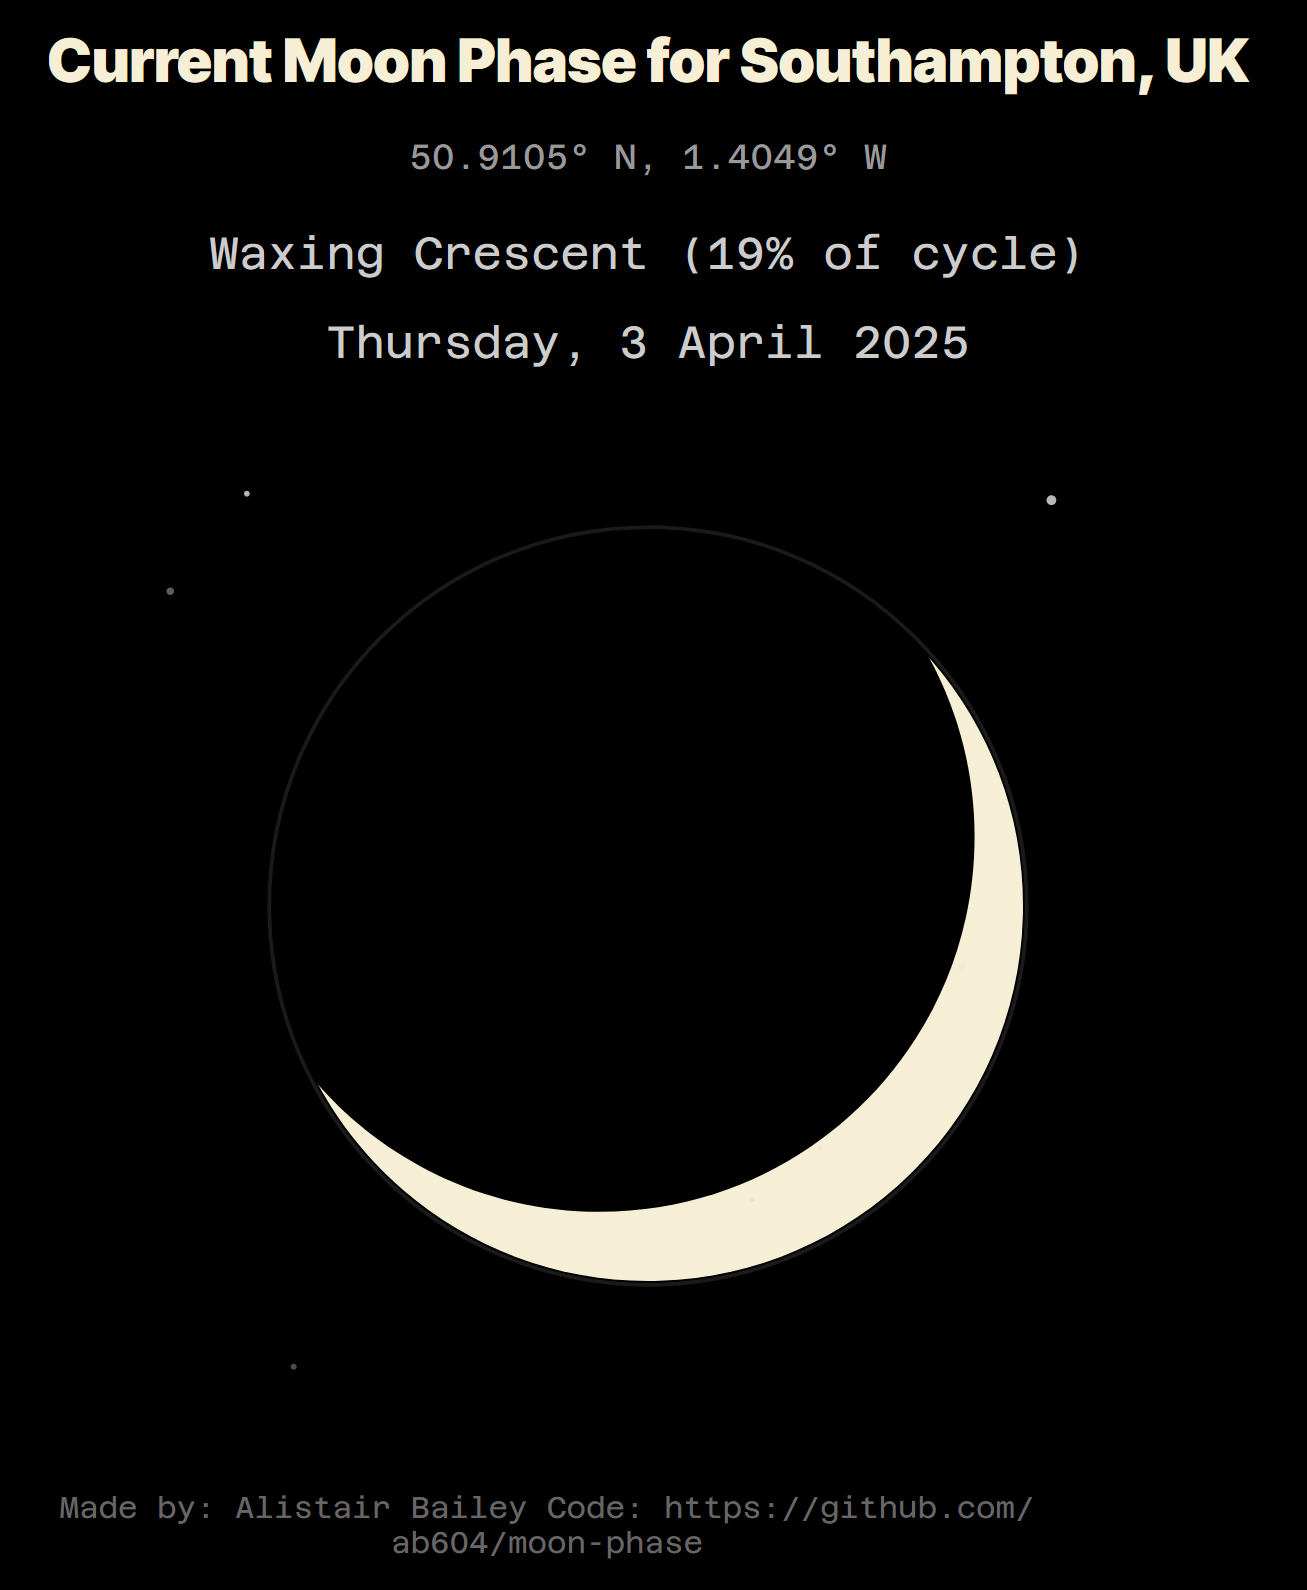 Current Moon Phase for Southampton, UK
50.9105° N, 1.4049° W
Waxing Crescent (19% of cycle)
Thursday, 3 April 2025
Made by: Alistair Bailey Code: https://github.com/
ab604/moon-phase